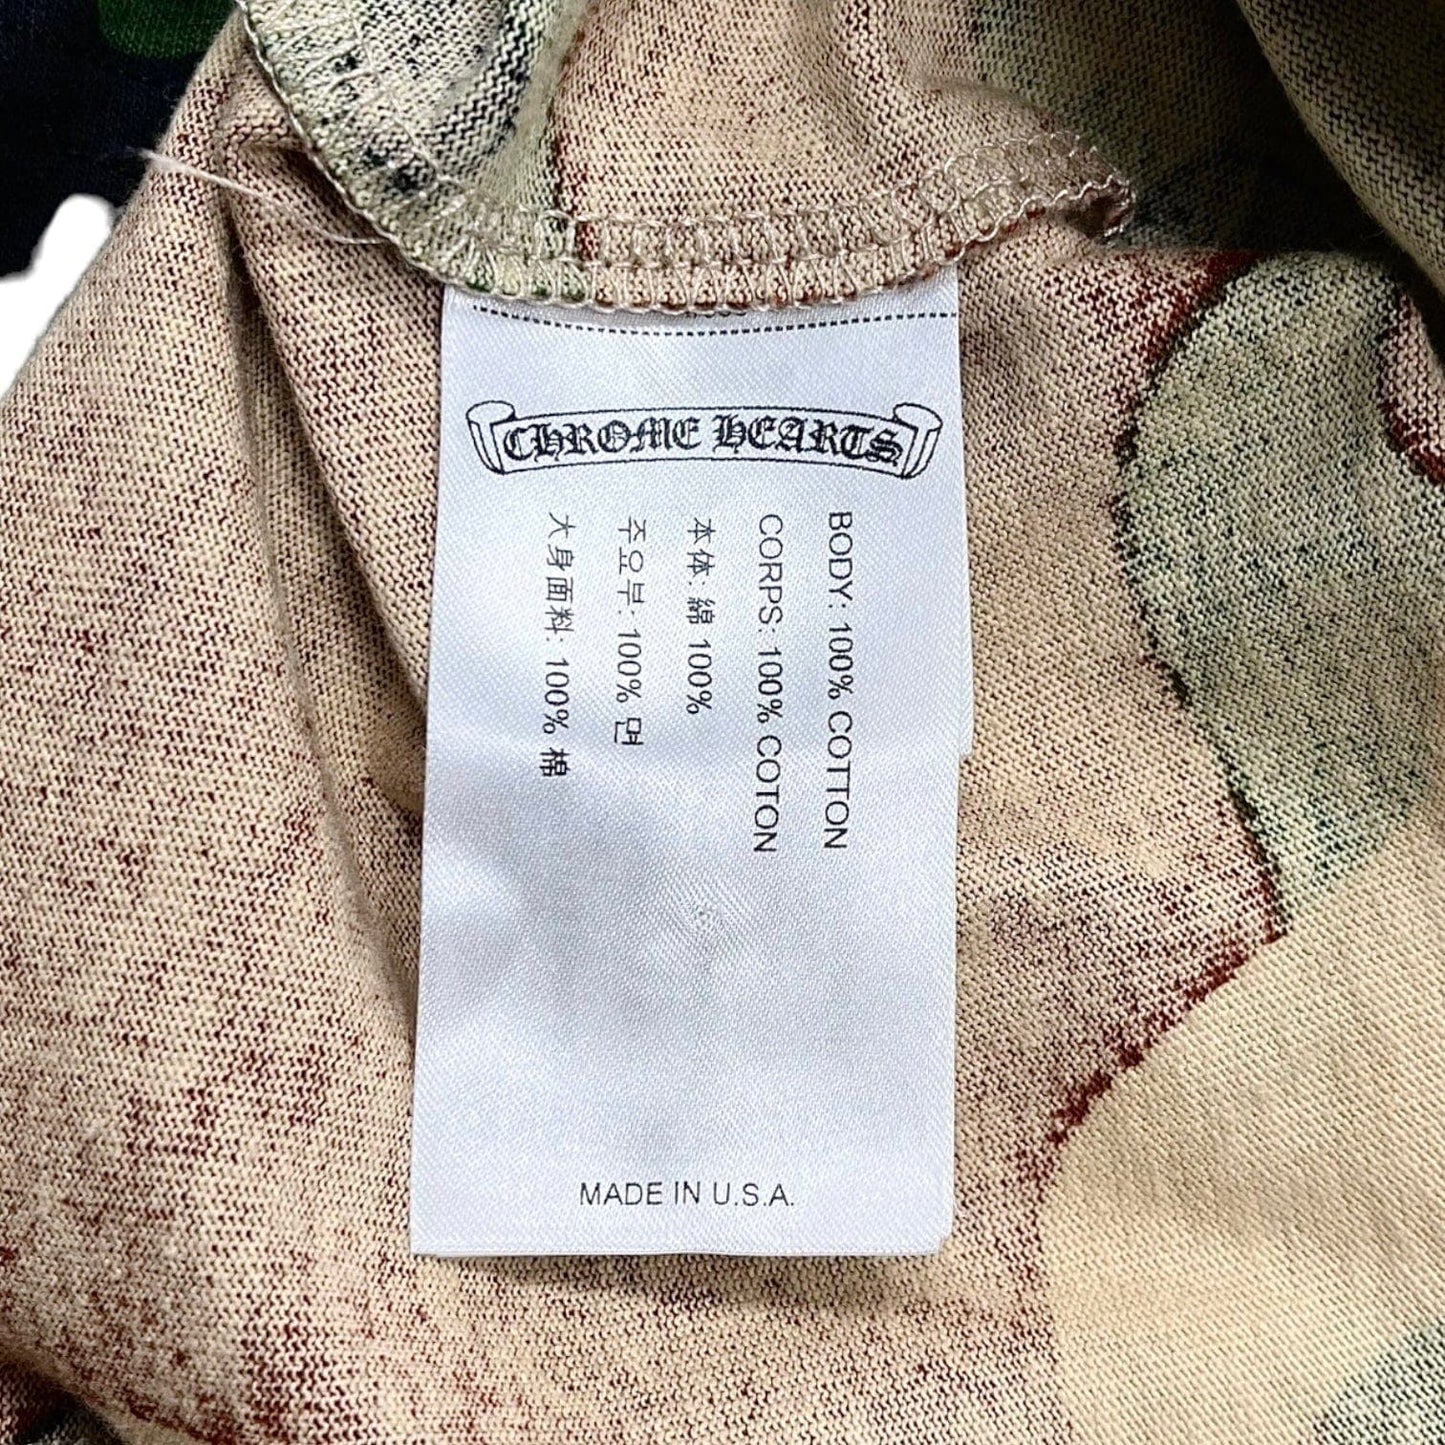 CHROME HEARTS
BODY: 100% COTTON
CORPS: 100% COTON
本体: 綿 100%
주요부: 100% 면
大身面料: 100% 棉
MADE IN U.S.A.